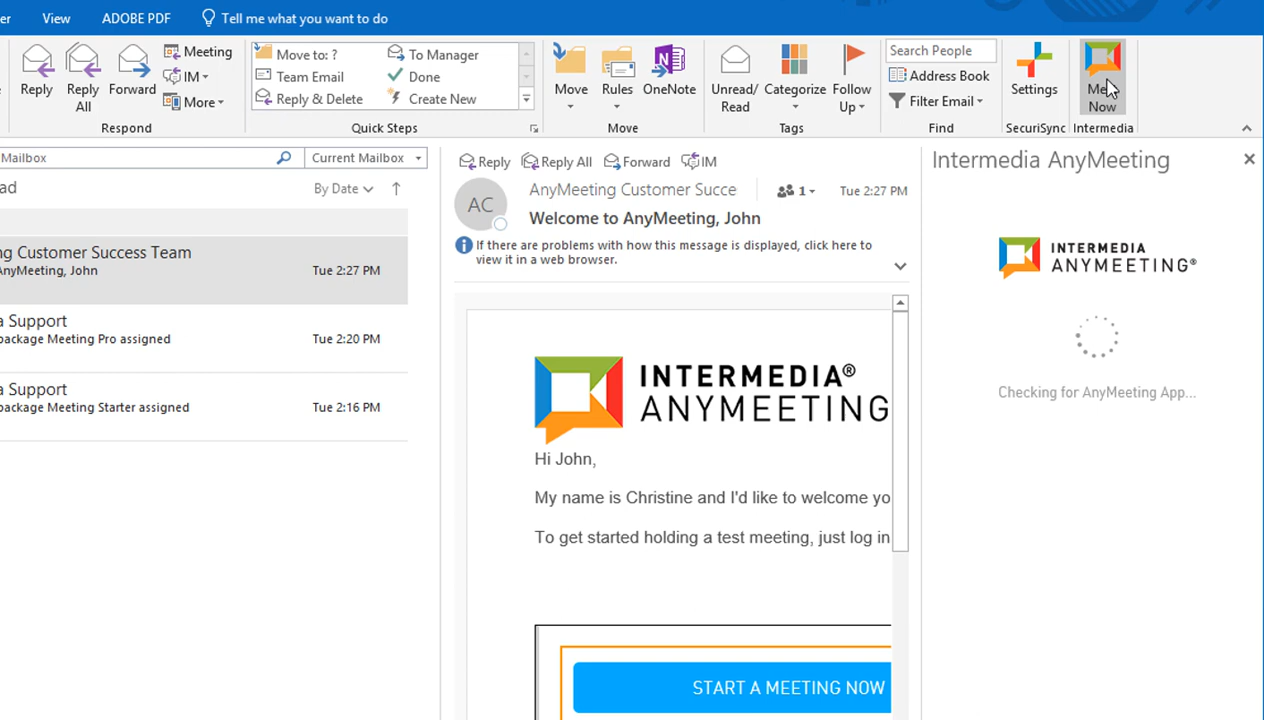 er View ADOBE PDF Tell me what you want to do
Reply
Reply All
Forward
Meeting
IM
More
Respond
Move to: ?
Team Email
Reply & Delete
To Manager
Done
Create New
Quick Steps
Move
Rules
OneNote
Move
Unread/ Read
Categorize
Follow Up
Tags
Search People
Address Book
Filter Email
Find
Settings
SecuriSync
Now
Intermedia
Mailbox
Current Mailbox
ad
By Date
ng Customer Success Team
AnyMeeting, John Tue 2:27 PM
a Support
package Meeting Pro assigned Tue 2:20 PM
a Support
package Meeting Starter assigned Tue 2:16 PM
Reply Reply All Forward IM
AC
AnyMeeting Customer Succe 1 Tue 2:27 PM
Welcome to AnyMeeting, John
If there are problems with how this message is displayed, click here to
view it in a web browser.
INTERMEDIA®
ANYMEETING
Hi John,
My name is Christine and I'd like to welcome yo
To get started holding a test meeting, just log in
START A MEETING NOW
Intermedia AnyMeeting
INTERMEDIA
ANYMEETING®
Checking for AnyMeeting App...